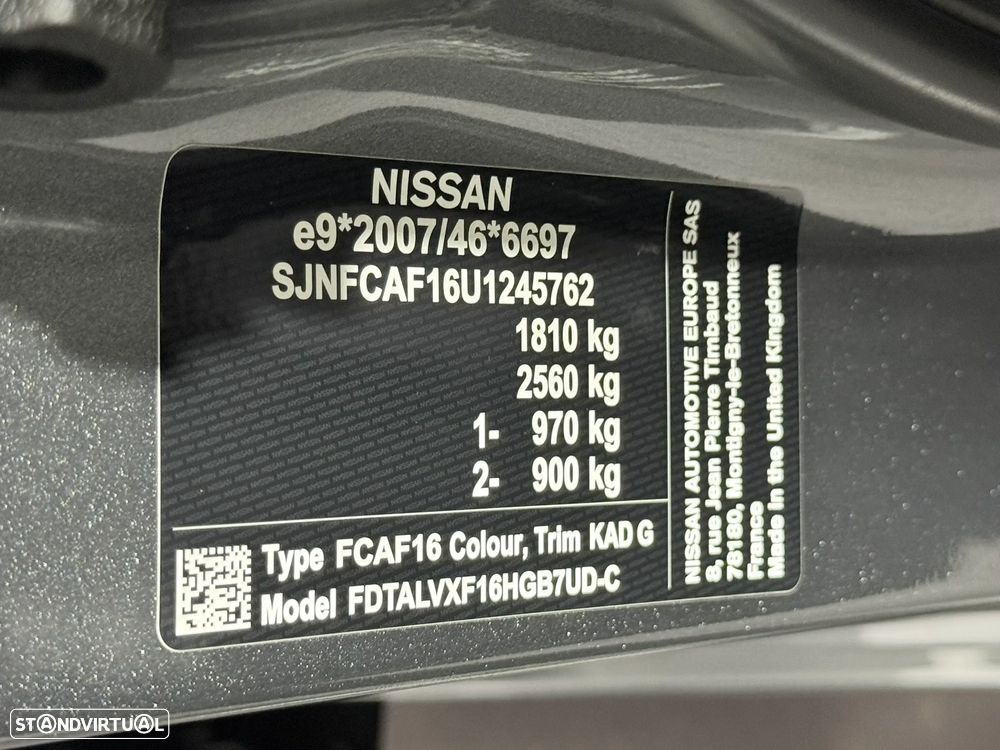 NISSAN
e9*2007/46*6697
SJNFCAF16U1245762
1810 kg
2560 kg
1- 970 kg
2- 900 kg
Type FCAF16 Colour, Trim KAD G
Model FDTALVXF16HGB7UD-C
NISSAN AUTOMOTIVE EUROPE SAS
8, rue Jean Pierre Timbaud
78180, Montigny-le-Bretonneux
France
Made in the United Kingdom
STANDVIRTUAL